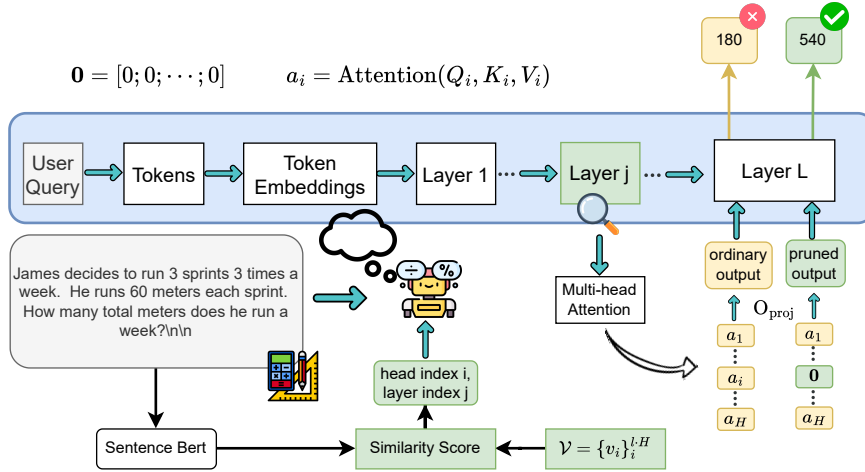 180
540
𝟎 = [0; 0; ⋯ ; 0]
a_i = Attention(Q_i, K_i, V_i)
User
Query
Tokens
Token
Embeddings
Layer 1
...
Layer j
...
Layer L
James decides to run 3 sprints 3 times a
week. He runs 60 meters each sprint.
How many total meters does he run a
week?\n\n
÷
%
Multi-head
Attention
ordinary
output
pruned
output
O_proj
a_1
⋮
a_i
⋮
a_H
a_1
⋮
𝟎
⋮
a_H
head index i,
layer index j
Sentence Bert
Similarity Score
𝒱 = {v_i}_i^{l·H}